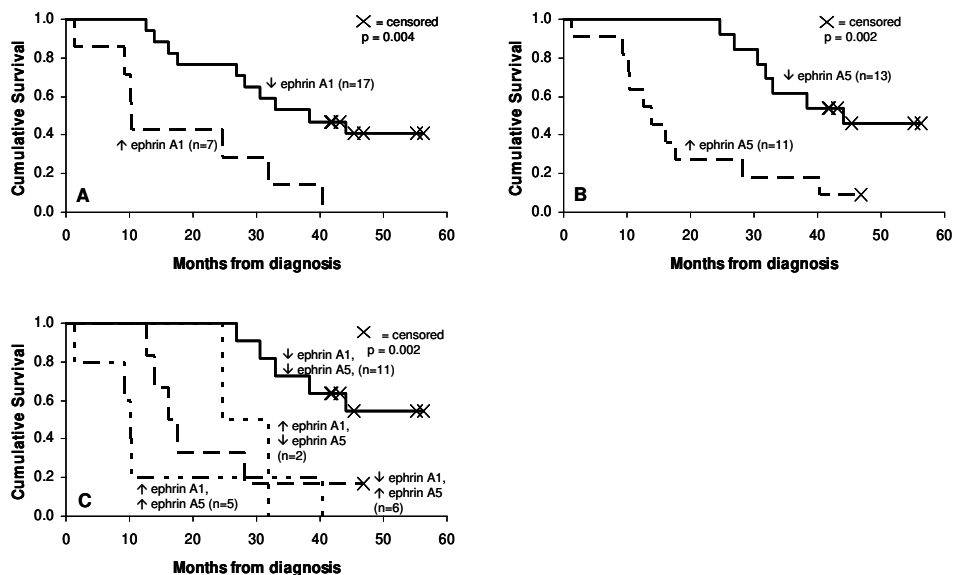 1.0
0.8
0.6
0.4
0.2
0.0
Cumulative Survival
× = censored
p = 0.004
↓ ephrin A1 (n=17)
↑ ephrin A1 (n=7)
A
0 10 20 30 40 50 60
Months from diagnosis
1.0
0.8
0.6
0.4
0.2
0.0
Cumulative Survival
× = censored
p = 0.002
↓ ephrin A5 (n=13)
↑ ephrin A5 (n=11)
B
0 10 20 30 40 50 60
Months from diagnosis
1.0
0.8
0.6
0.4
0.2
0.0
Cumulative Survival
× = censored
p = 0.002
↓ ephrin A1,
↓ ephrin A5, (n=11)
↑ ephrin A1,
↓ ephrin A5
(n=2)
↑ ephrin A1,
↑ ephrin A5 (n=5)
↓ ephrin A1,
↑ ephrin A5
(n=6)
C
0 10 20 30 40 50 60
Months from diagnosis